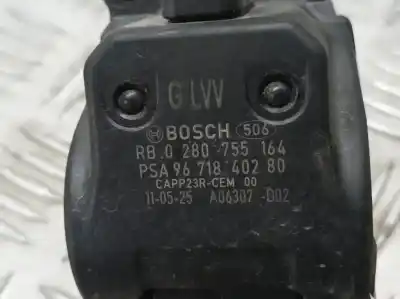 GLW
BOSCH 506
RB.0 280 755 164
PSA 96 718 402 80
CAPP23R-CEM 00
11-05-25 A06307 -D02